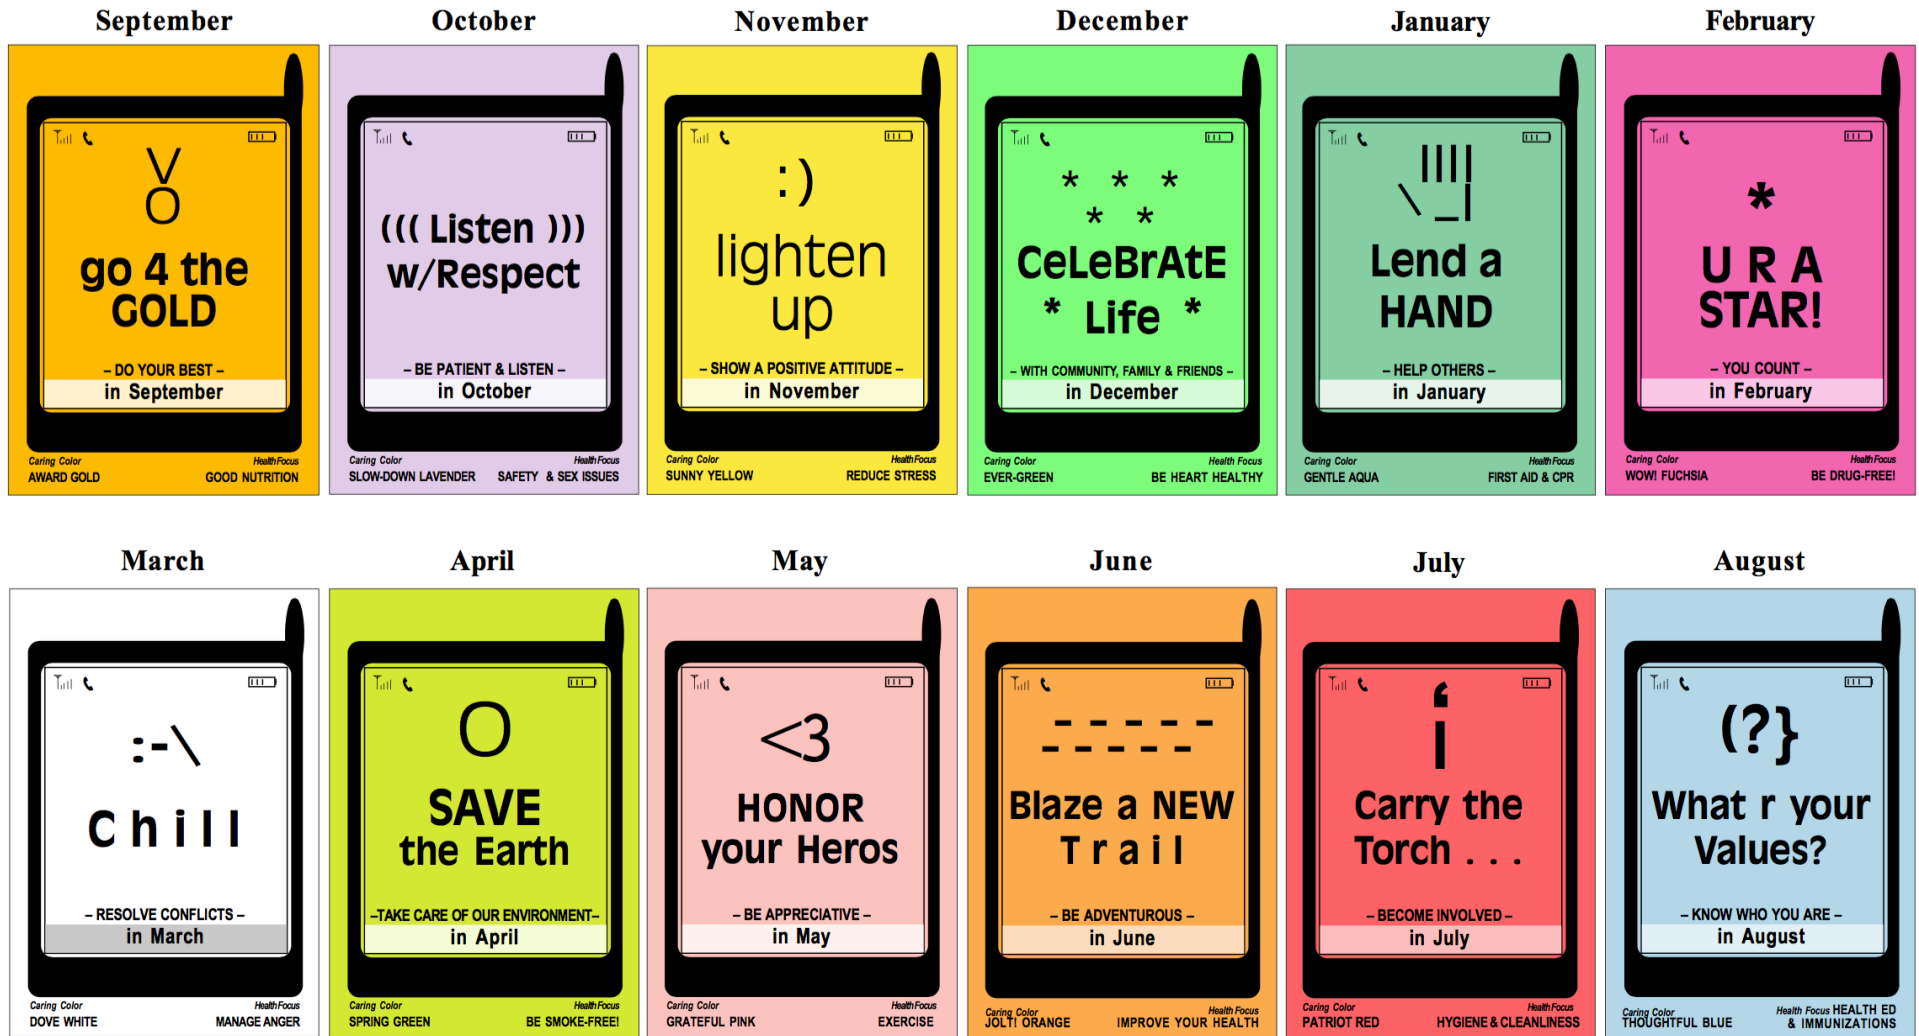 September
October
November
December
January
February
V
O
go 4 the
GOLD
– DO YOUR BEST –
in September
Caring Color
Health Focus
AWARD GOLD
GOOD NUTRITION
((( Listen )))
w/Respect
– BE PATIENT & LISTEN –
in October
Caring Color
Health Focus
SLOW-DOWN LAVENDER
SAFETY & SEX ISSUES
:)
lighten
up
– SHOW A POSITIVE ATTITUDE –
in November
Caring Color
Health Focus
SUNNY YELLOW
REDUCE STRESS
* * *
* *
CeLeBrAtE
* Life *
– WITH COMMUNITY, FAMILY & FRIENDS –
in December
Caring Color
Health Focus
EVER-GREEN
BE HEART HEALTHY
||||
\ _|
Lend a
HAND
– HELP OTHERS –
in January
Caring Color
Health Focus
GENTLE AQUA
FIRST AID & CPR
*
U R A
STAR!
– YOU COUNT –
in February
Caring Color
Health Focus
WOW! FUCHSIA
BE DRUG-FREE!
March
April
May
June
July
August
:-\
C h i l l
– RESOLVE CONFLICTS –
in March
Caring Color
Health Focus
DOVE WHITE
MANAGE ANGER
O
SAVE
the Earth
–TAKE CARE OF OUR ENVIRONMENT–
in April
Caring Color
Health Focus
SPRING GREEN
BE SMOKE-FREE!
<3
HONOR
your Heros
– BE APPRECIATIVE –
in May
Caring Color
Health Focus
GRATEFUL PINK
EXERCISE
– – – – –
– – – – –
Blaze a NEW
T r a i l
– BE ADVENTUROUS –
in June
Caring Color
Health Focus
JOLT! ORANGE
IMPROVE YOUR HEALTH
‘
I
Carry the
Torch . . .
– BECOME INVOLVED –
in July
Caring Color
Health Focus
PATRIOT RED
HYGIENE & CLEANLINESS
(?}
What r your
Values?
– KNOW WHO YOU ARE –
in August
Caring Color
Health Focus HEALTH ED
THOUGHTFUL BLUE
& IMMUNIZATIONS